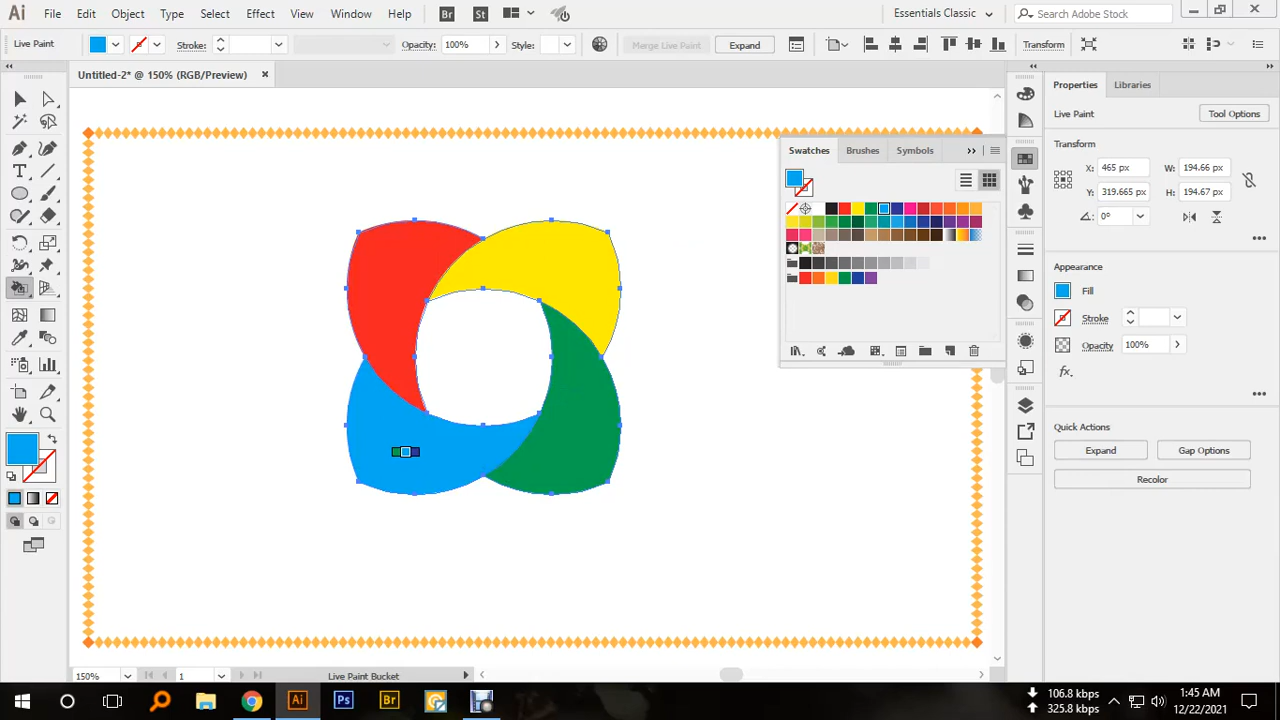 Ai File Edit Object Type Select Effect View Window Help Br St Essentials Classic Search Adobe Stock
Live Paint Stroke: Opacity: 100% Style: Merge Live Paint Expand Transform
Untitled-2* @ 150% (RGB/Preview)
Properties Libraries
Live Paint Tool Options
Transform
X: 465 px W: 194.66 px
Y: 319.665 px H: 194.67 px
0°
Appearance
Fill
Stroke
Opacity 100%
fx.
Quick Actions
Expand Gap Options
Recolor
Swatches Brushes Symbols
T
150% 1 Live Paint Bucket
Ai Ps Br
106.8 kbps
325.8 kbps
1:45 AM
12/22/2021